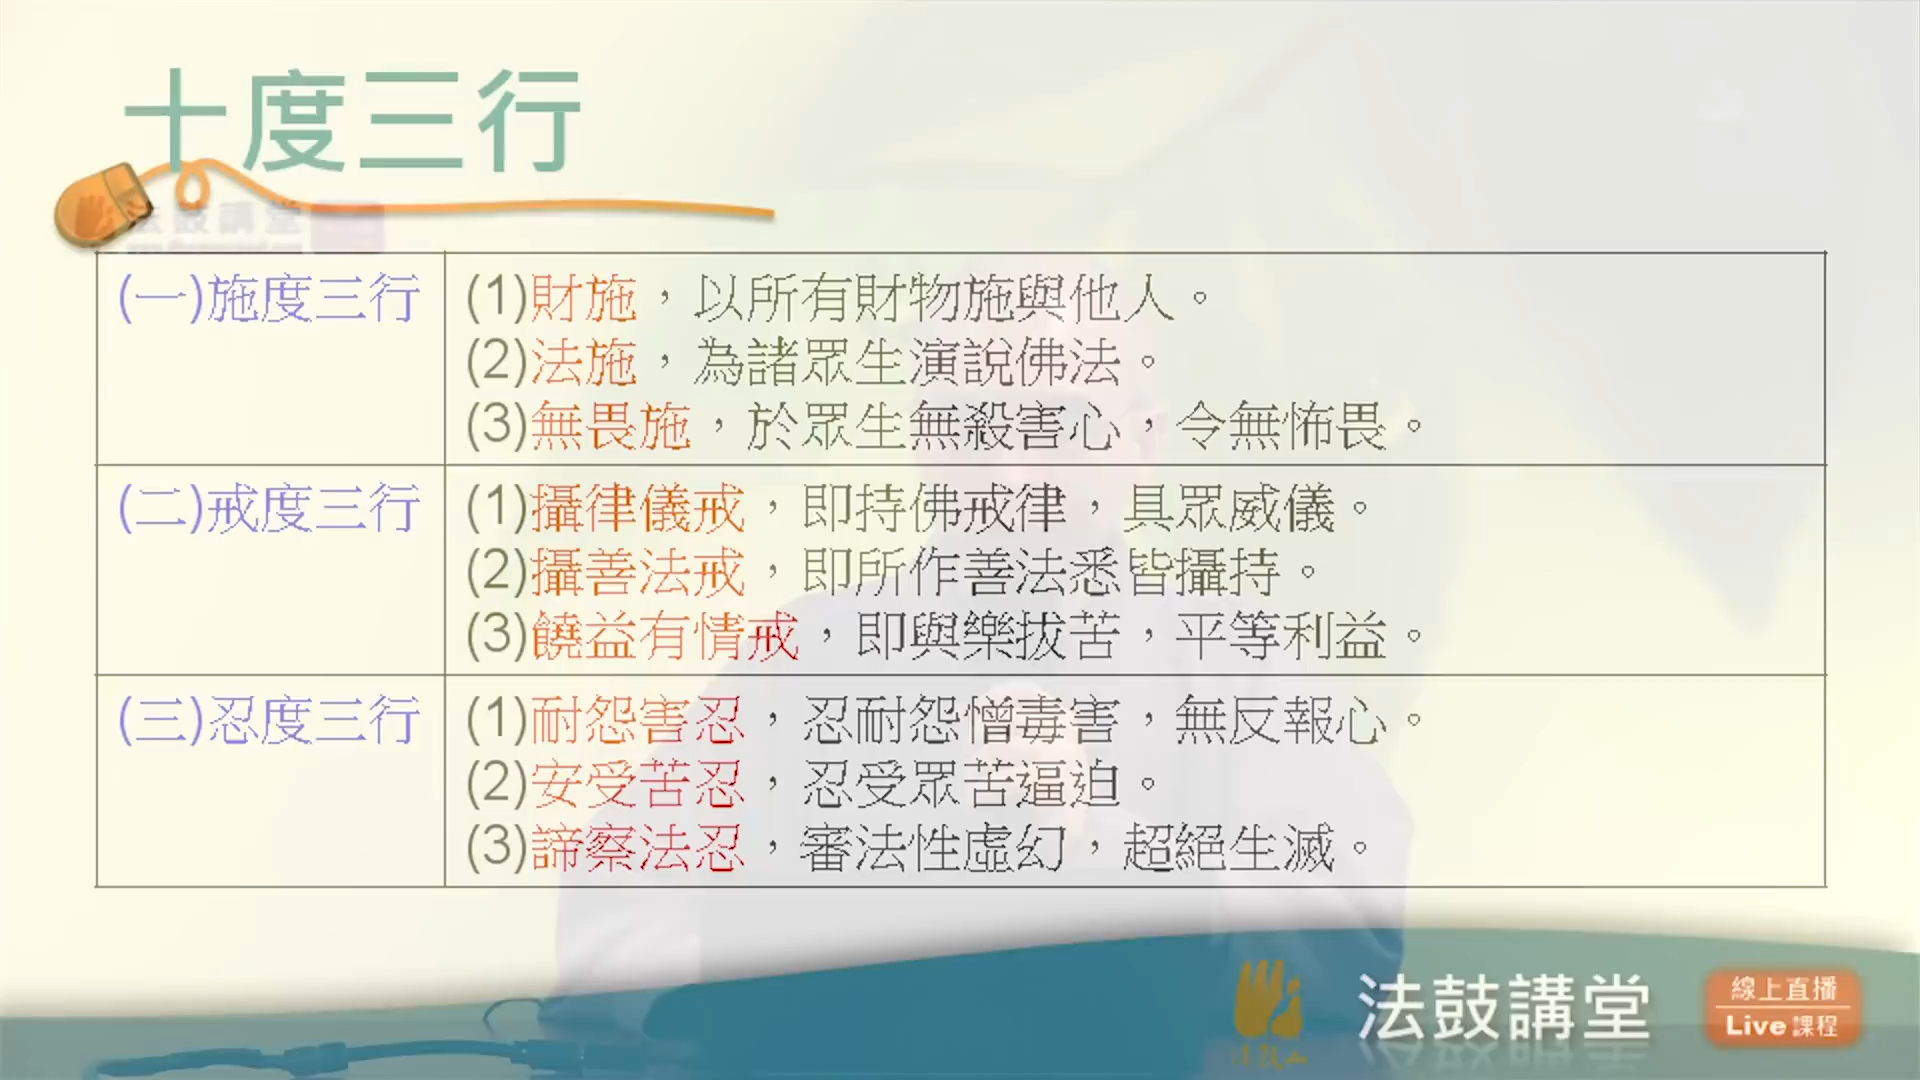 十度三行
法鼓講堂
(一)施度三行
(1)財施，以所有財物施與他人。
(2)法施，為諸眾生演說佛法。
(3)無畏施，於眾生無殺害心，令無怖畏。
(二)戒度三行
(1)攝律儀戒，即持佛戒律，具眾威儀。
(2)攝善法戒，即所作善法悉皆攝持。
(3)饒益有情戒，即與樂拔苦，平等利益。
(三)忍度三行
(1)耐怨害忍，忍耐怨憎毒害，無反報心。
(2)安受苦忍，忍受眾苦逼迫。
(3)諦察法忍，審法性虛幻，超絕生滅。
法鼓講堂
線上直播
Live 課程
法鼓山